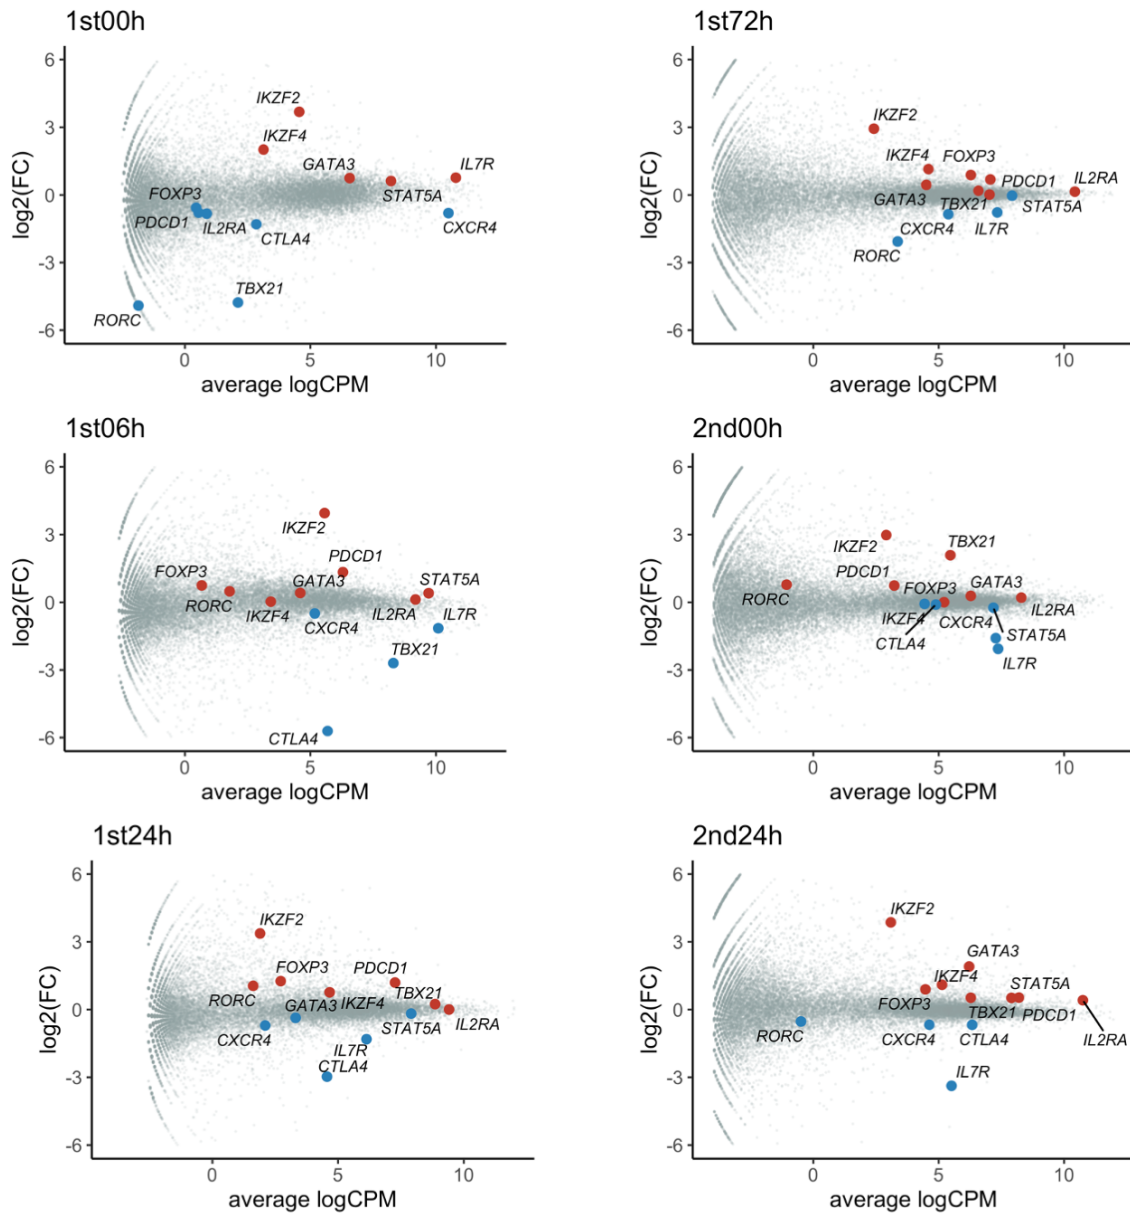 1st00h
6
3
0
-3
-6
log2(FC)
IKZF2
IKZF4
GATA3
IL7R
STAT5A
FOXP3
PDCD1
IL2RA
CTLA4
CXCR4
TBX21
RORC
0
5
10
average logCPM
1st72h
6
3
0
-3
-6
log2(FC)
IKZF2
IKZF4
FOXP3
PDCD1
IL2RA
GATA3
TBX21
STAT5A
CXCR4
IL7R
RORC
0
5
10
average logCPM
1st06h
6
3
0
-3
-6
log2(FC)
IKZF2
PDCD1
FOXP3
GATA3
STAT5A
RORC
IKZF4
IL2RA
IL7R
CXCR4
TBX21
CTLA4
0
5
10
average logCPM
2nd00h
6
3
0
-3
-6
log2(FC)
IKZF2
TBX21
PDCD1
FOXP3
GATA3
RORC
IKZF4
CXCR4
IL2RA
CTLA4
STAT5A
IL7R
0
5
10
average logCPM
1st24h
6
3
0
-3
-6
log2(FC)
IKZF2
FOXP3
PDCD1
RORC
GATA3
IKZF4
TBX21
CXCR4
STAT5A
IL2RA
IL7R
CTLA4
0
5
10
average logCPM
2nd24h
6
3
0
-3
-6
log2(FC)
IKZF2
GATA3
IKZF4
STAT5A
FOXP3
TBX21
PDCD1
RORC
CXCR4
CTLA4
IL2RA
IL7R
0
5
10
average logCPM